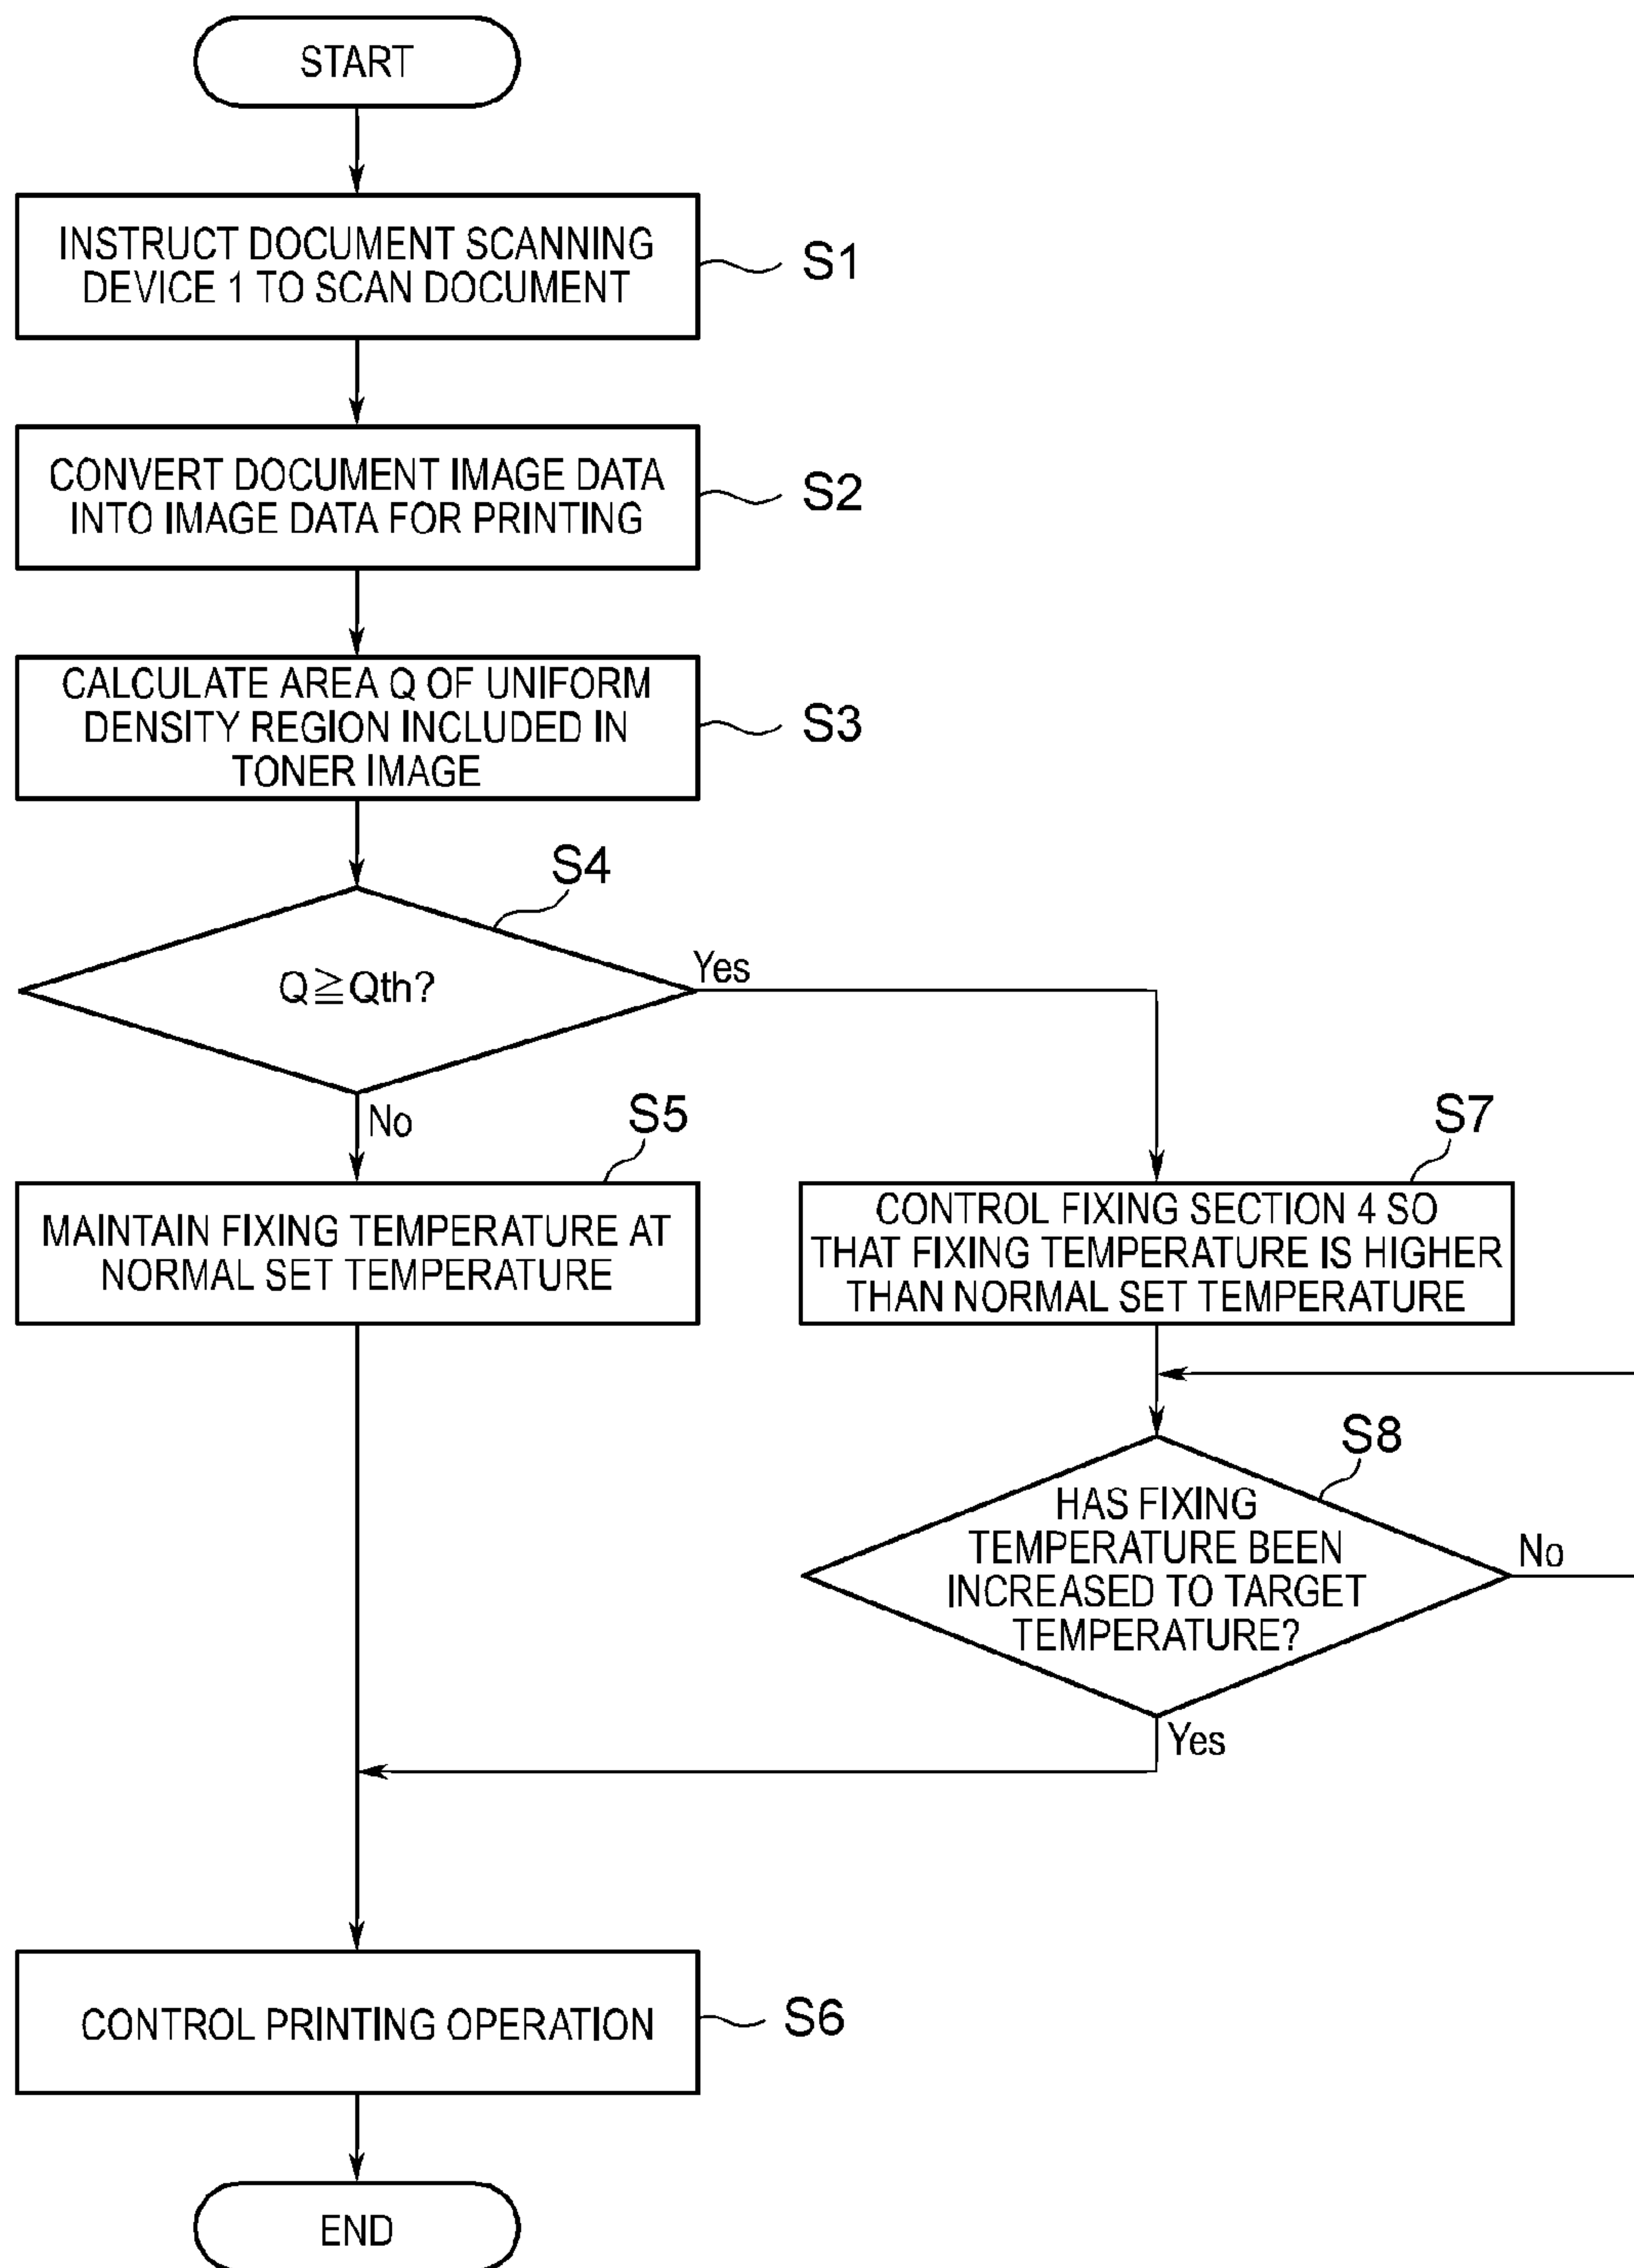 START
INSTRUCT DOCUMENT SCANNING
DEVICE 1 TO SCAN DOCUMENT
S1
CONVERT DOCUMENT IMAGE DATA
INTO IMAGE DATA FOR PRINTING
S2
CALCULATE AREA Q OF UNIFORM
DENSITY REGION INCLUDED IN
TONER IMAGE
S3
S4
Q≧Qth?
Yes
No
S5
MAINTAIN FIXING TEMPERATURE AT
NORMAL SET TEMPERATURE
S7
CONTROL FIXING SECTION 4 SO
THAT FIXING TEMPERATURE IS HIGHER
THAN NORMAL SET TEMPERATURE
S8
HAS FIXING
TEMPERATURE BEEN
INCREASED TO TARGET
TEMPERATURE?
No
Yes
CONTROL PRINTING OPERATION
S6
END